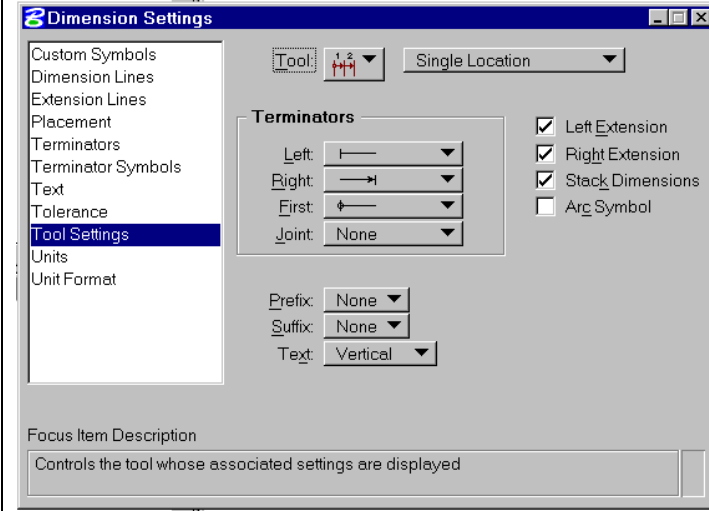 Dimension Settings
Custom Symbols
Dimension Lines
Extension Lines
Placement
Terminators
Terminator Symbols
Text
Tolerance
Tool Settings
Units
Unit Format
Tool: 1 2 Single Location
Terminators
Left:
Right:
First:
Joint: None
Left Extension
Right Extension
Stack Dimensions
Arc Symbol
Prefix: None
Suffix: None
Text: Vertical
Focus Item Description
Controls the tool whose associated settings are displayed